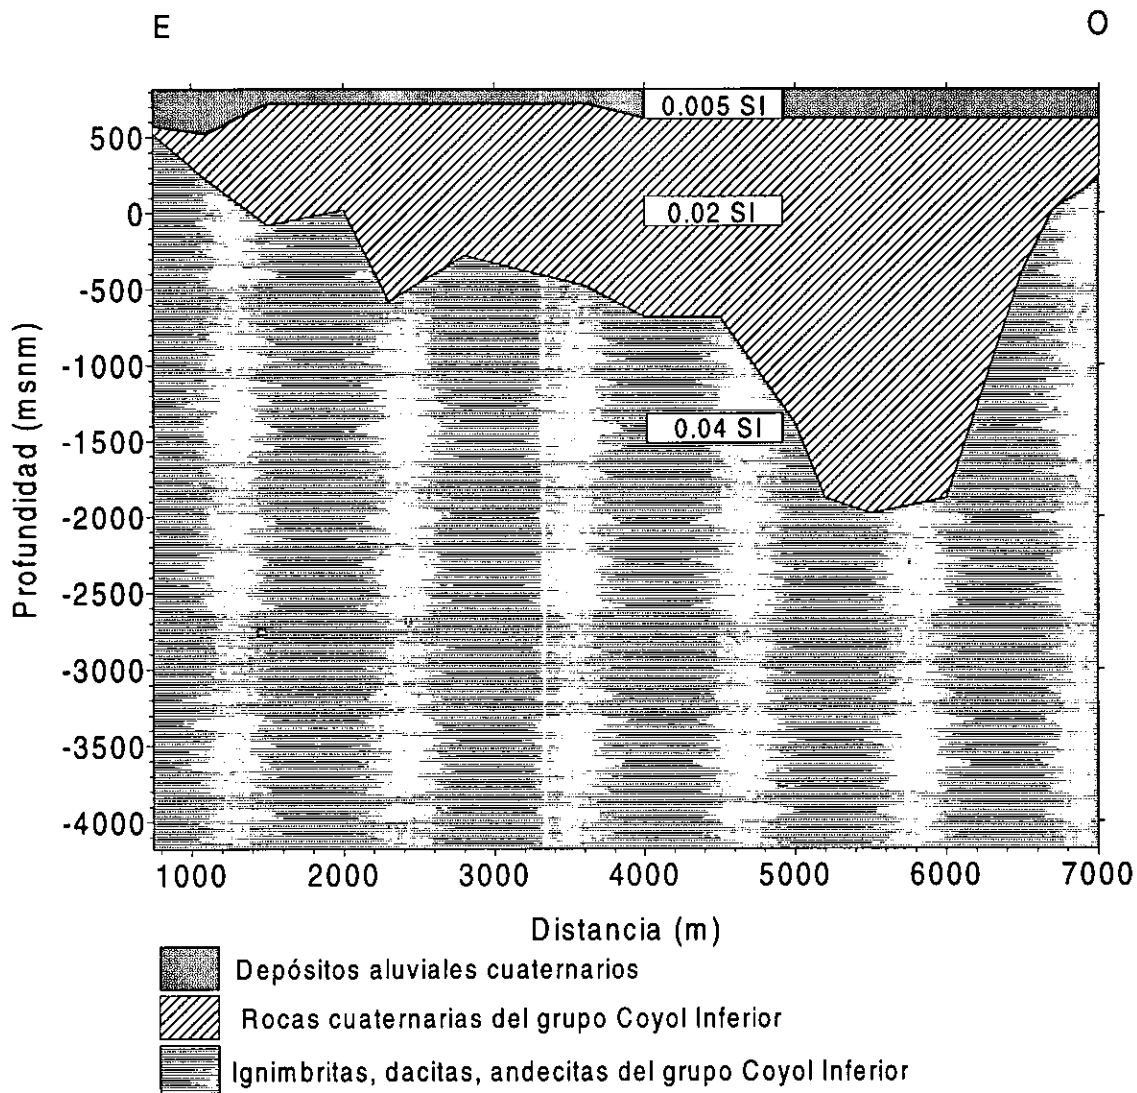 E
O
0.005 SI
0.02 SI
0.04 SI
Profundidad (msnm)
500
0
-500
-1000
-1500
-2000
-2500
-3000
-3500
-4000
1000 2000 3000 4000 5000 6000 7000
Distancia (m)
Depósitos aluviales cuaternarios
Rocas cuaternarias del grupo Coyol Inferior
Ignimbritas, dacitas, andecitas del grupo Coyol Inferior